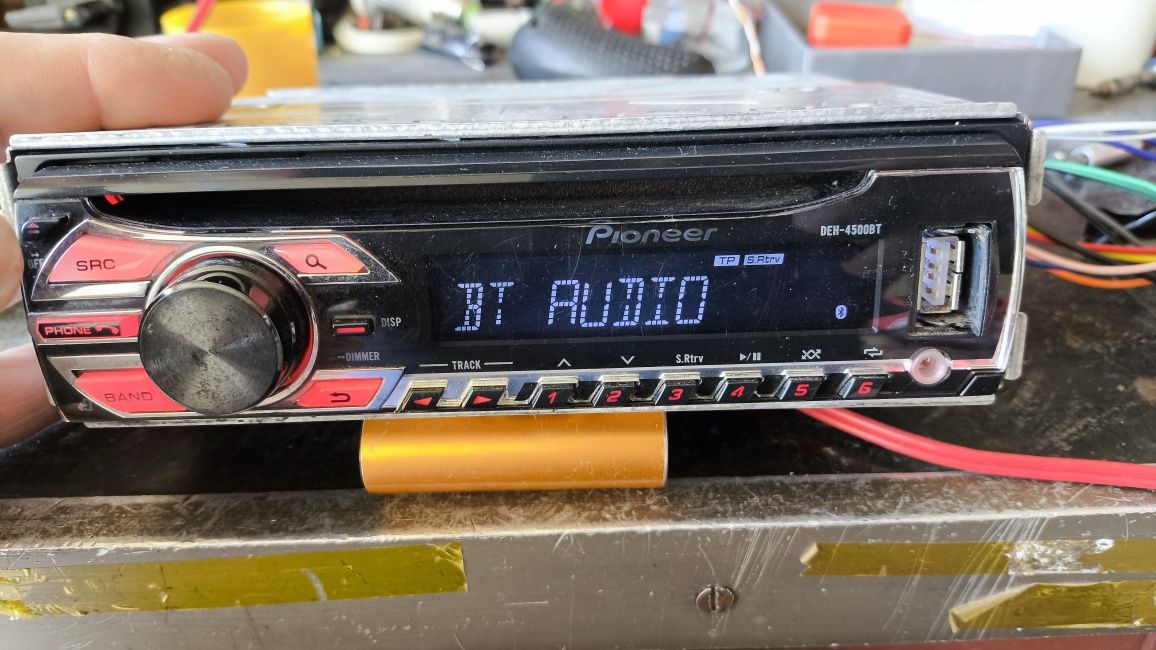 Pioneer
DEH-4500BT
TP S.Rtrv
BT AUDIO
SRC
PHONE
BAND
DISP
DIMMER
TRACK
S.Rtrv
1 2 3 4 5 6